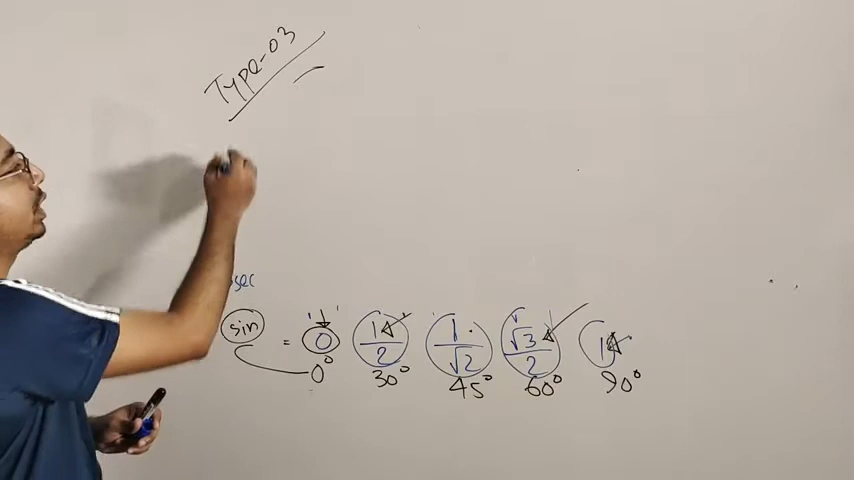 Type-03
sec
sin = 0 1/2 1/√2 √3/2 1
0° 30° 45° 60° 90°